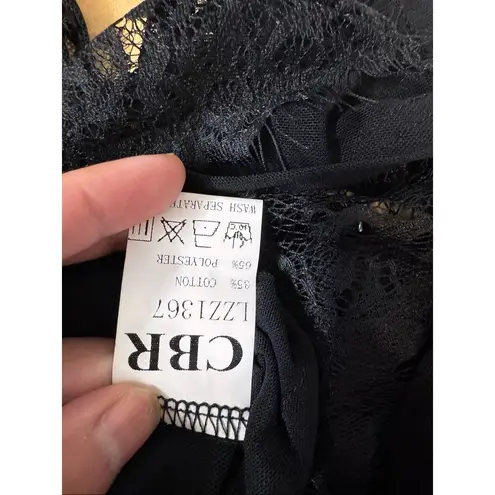 CBR
LZZ1367
35% COTTON
65% POLYESTER
WASH SEPARATE